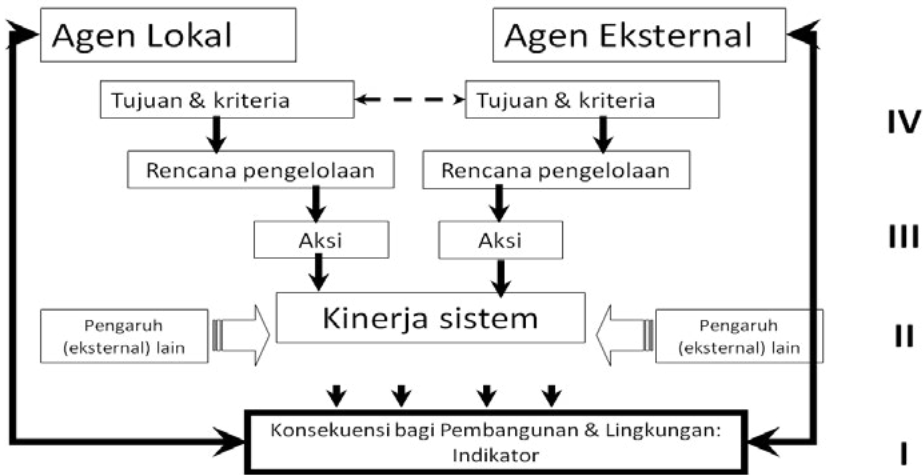 Agen Lokal
Agen Eksternal
Tujuan & kriteria
Tujuan & kriteria
IV
Rencana pengelolaan
Rencana pengelolaan
Aksi
Aksi
III
Kinerja sistem
Pengaruh
(eksternal) lain
Pengaruh
(eksternal) lain
II
Konsekuensi bagi Pembangunan & Lingkungan:
Indikator
I